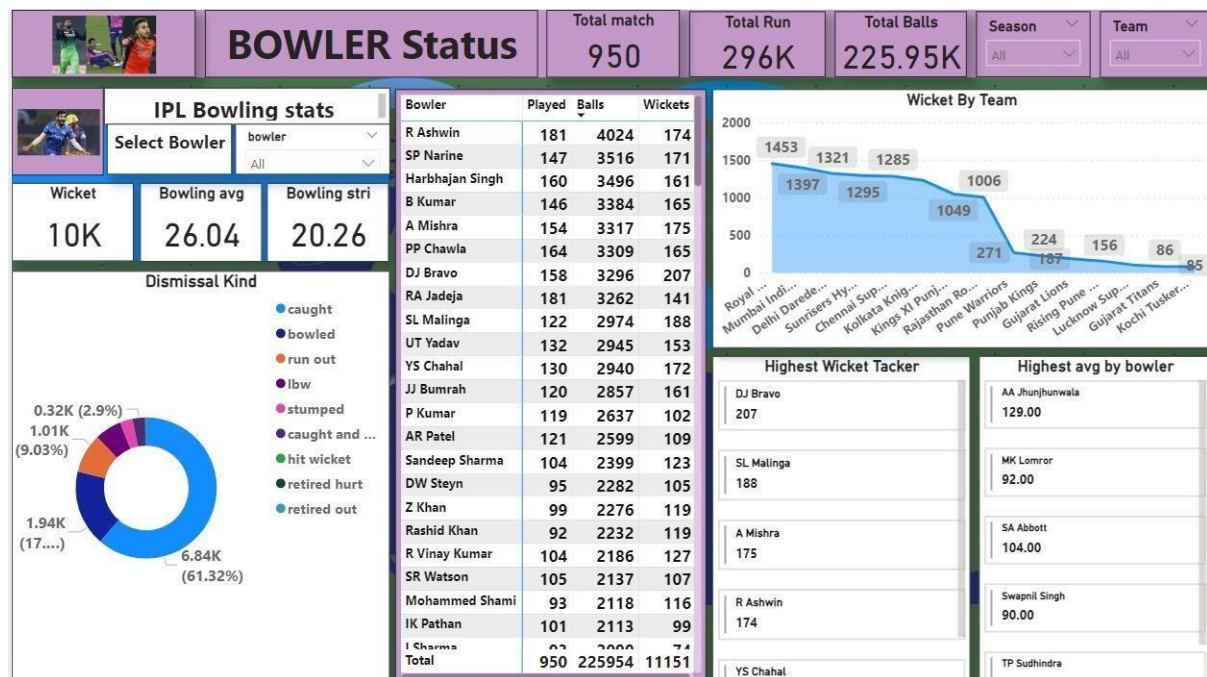 BOWLER Status
Total match
950
Total Run
296K
Total Balls
225.95K
Season
All
Team
All
IPL Bowling stats
Select Bowler
bowler
All
Wicket
10K
Bowling avg
26.04
Bowling stri
20.26
Dismissal Kind
caught
bowled
run out
lbw
stumped
caught and ...
hit wicket
retired hurt
retired out
0.32K (2.9%)
1.01K
(9.03%)
1.94K
(17....)
6.84K
(61.32%)
Bowler Played Balls Wickets
R Ashwin 181 4024 174
SP Narine 147 3516 171
Harbhajan Singh 160 3496 161
B Kumar 146 3384 165
A Mishra 154 3317 175
PP Chawla 164 3309 165
DJ Bravo 158 3296 207
RA Jadeja 181 3262 141
SL Malinga 122 2974 188
UT Yadav 132 2945 153
YS Chahal 130 2940 172
JJ Bumrah 120 2857 161
P Kumar 119 2637 102
AR Patel 121 2599 109
Sandeep Sharma 104 2399 123
DW Steyn 95 2282 105
Z Khan 99 2276 119
Rashid Khan 92 2232 119
R Vinay Kumar 104 2186 127
SR Watson 105 2137 107
Mohammed Shami 93 2118 116
IK Pathan 101 2113 99
Total 950 225954 11151
Wicket By Team
2000
1500
1000
500
0
1453
1397
1321
1295
1285
1049
1006
271
224
187
156
86
85
Royal ...
Mumbai Indi...
Delhi Darede...
Sunrisers Hy...
Chennai Sup...
Kolkata Knig...
Kings XI Punj...
Rajasthan Ro...
Pune Warriors
Punjab Kings
Gujarat Lions
Rising Pune ...
Lucknow Sup...
Gujarat Titans
Kochi Tusker...
Highest Wicket Tacker
DJ Bravo
207
SL Malinga
188
A Mishra
175
R Ashwin
174
YS Chahal
Highest avg by bowler
AA Jhunjhunwala
129.00
MK Lomror
92.00
SA Abbott
104.00
Swapnil Singh
90.00
TP Sudhindra